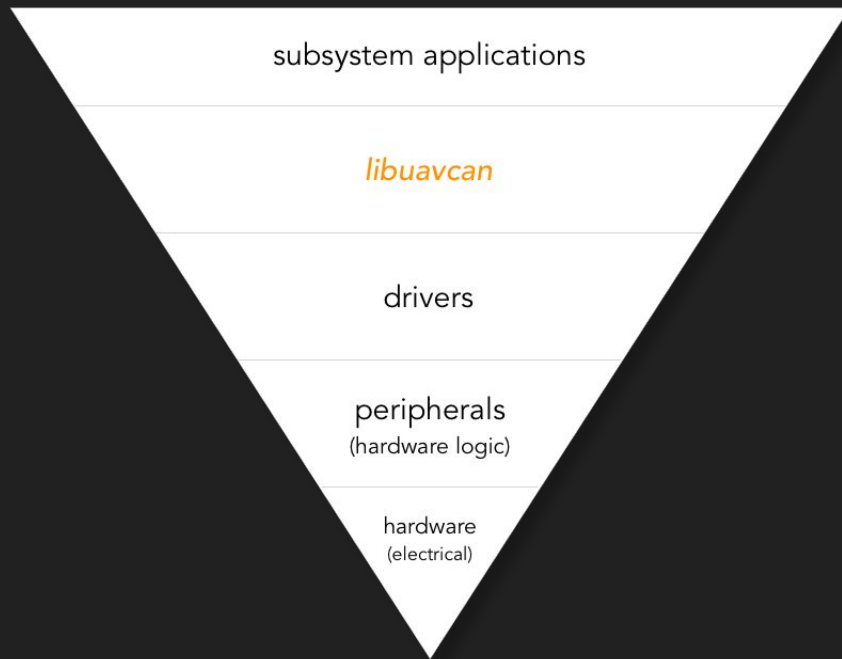 subsystem applications
libuavcan
drivers
peripherals
(hardware logic)
hardware
(electrical)